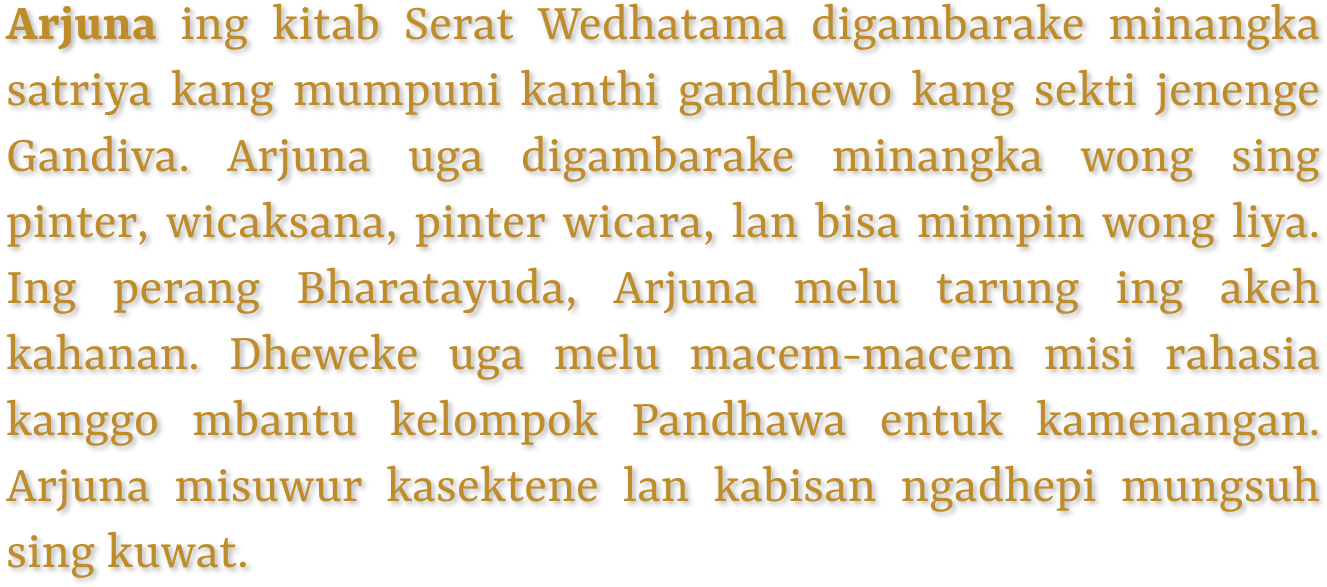 Arjuna ing kitab Serat Wedhatama digambarake minangka
satriya kang mumpuni kanthi gandhewo kang sekti jenenge
Gandiva. Arjuna uga digambarake minangka wong sing
pinter, wicaksana, pinter wicara, lan bisa mimpin wong liya.
Ing perang Bharatayuda, Arjuna melu tarung ing akeh
kahanan. Dheweke uga melu macem-macem misi rahasia
kanggo mbantu kelompok Pandhawa entuk kamenangan.
Arjuna misuwur kasektene lan kabisan ngadhepi mungsuh
sing kuwat.